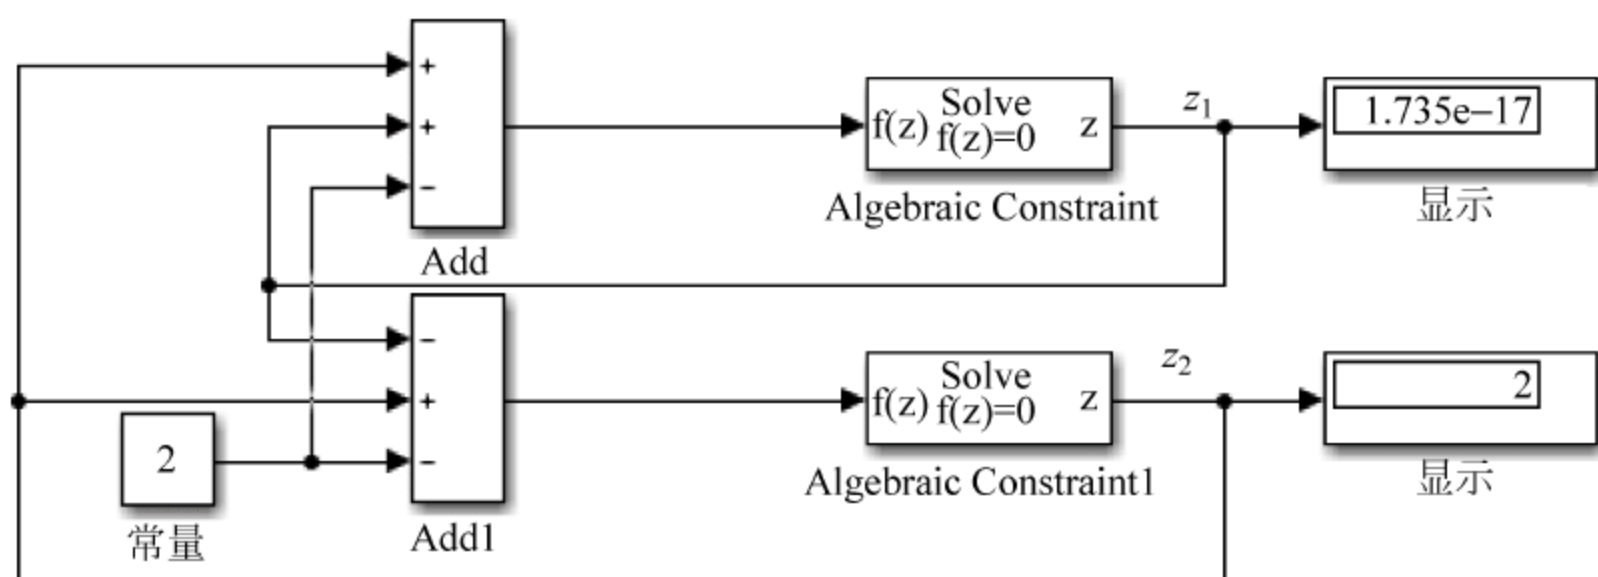 +
+
−
Add
f(z)
Solve
f(z)=0
z
Algebraic Constraint
z1
1.735e−17
显示
−
+
−
Add1
2
常量
f(z)
Solve
f(z)=0
z
Algebraic Constraint1
z2
2
显示